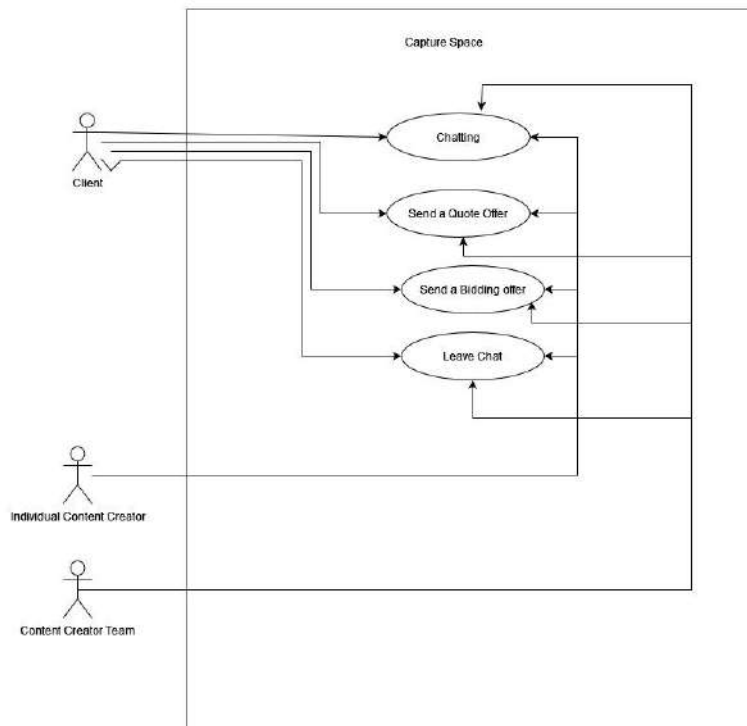 Capture Space
Chatting
Client
Send a Quote Offer
Send a Bidding offer
Leave Chat
Individual Content Creator
Content Creator Team